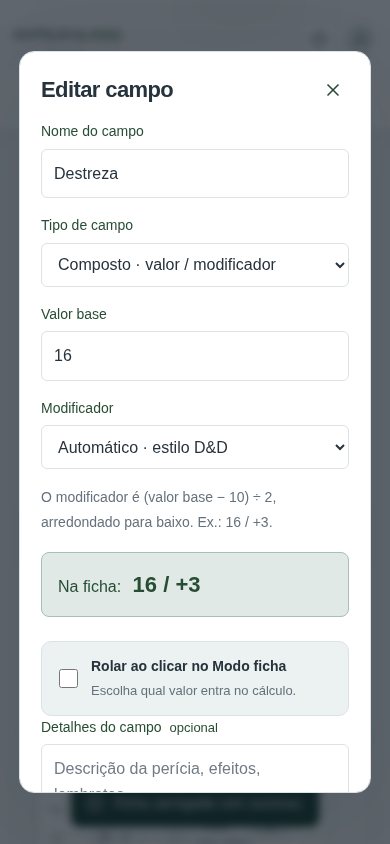 Editar campo
Nome do campo
Destreza
Tipo de campo
Composto · valor / modificador
Valor base
16
Modificador
Automático · estilo D&D
O modificador é (valor base − 10) ÷ 2,
arredondado para baixo. Ex.: 16 / +3.
Na ficha: 16 / +3
Rolar ao clicar no Modo ficha
Escolha qual valor entra no cálculo.
Detalhes do campo opcional
Descrição da perícia, efeitos,